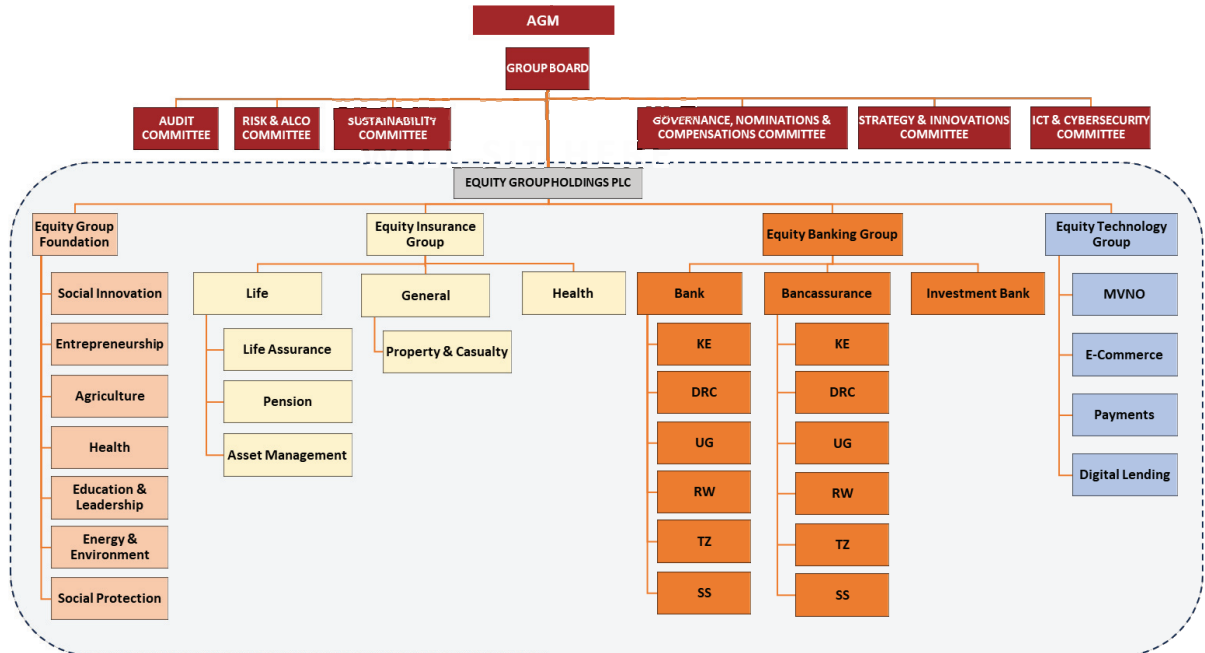 AGM
GROUP BOARD
AUDIT
COMMITTEE
RISK & ALCO
COMMITTEE
SUSTAINABILITY
COMMITTEE
GOVERNANCE, NOMINATIONS &
COMPENSATIONS COMMITTEE
STRATEGY & INNOVATIONS
COMMITTEE
ICT & CYBERSECURITY
COMMITTEE
EQUITY GROUP HOLDINGS PLC
Equity Group
Foundation
Social Innovation
Entrepreneurship
Agriculture
Health
Education &
Leadership
Energy &
Environment
Social Protection
Equity Insurance
Group
Life
Life Assurance
Pension
Asset Management
General
Property & Casualty
Health
Equity Banking Group
Bank
KE
DRC
UG
RW
TZ
SS
Bancassurance
KE
DRC
UG
RW
TZ
SS
Investment Bank
Equity Technology
Group
MVNO
E-Commerce
Payments
Digital Lending